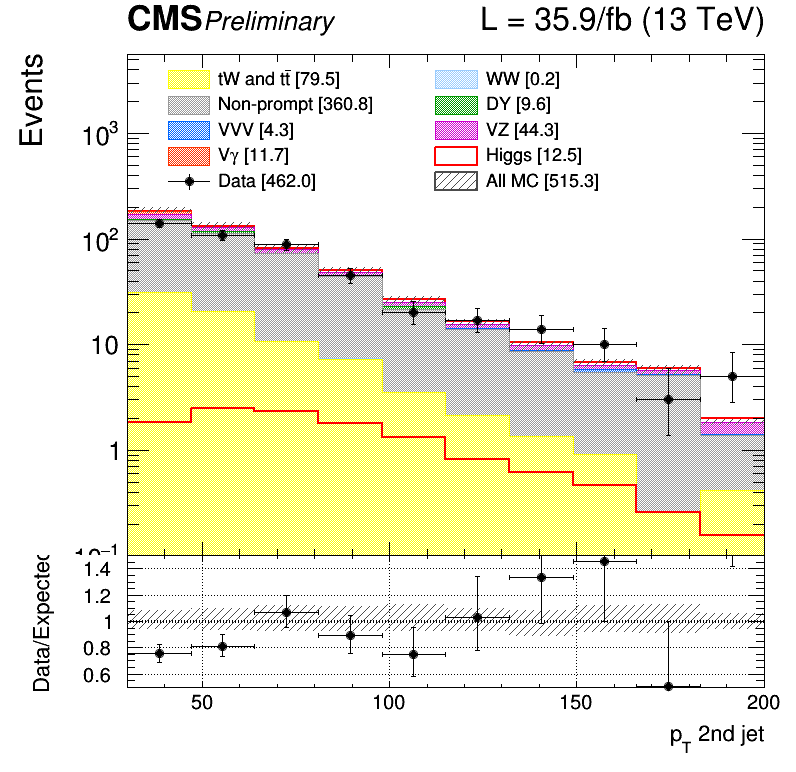 CMS Preliminary L = 35.9/fb (13 TeV)
Events
tW and tt̄ [79.5] WW [0.2]
Non-prompt [360.8] DY [9.6]
VVV [4.3] VZ [44.3]
Vγ [11.7] Higgs [12.5]
Data [462.0] All MC [515.3]
10³
10²
10
1
Data/Expected
1.4
1.2
1
0.8
0.6
50 100 150 200
p_T 2nd jet